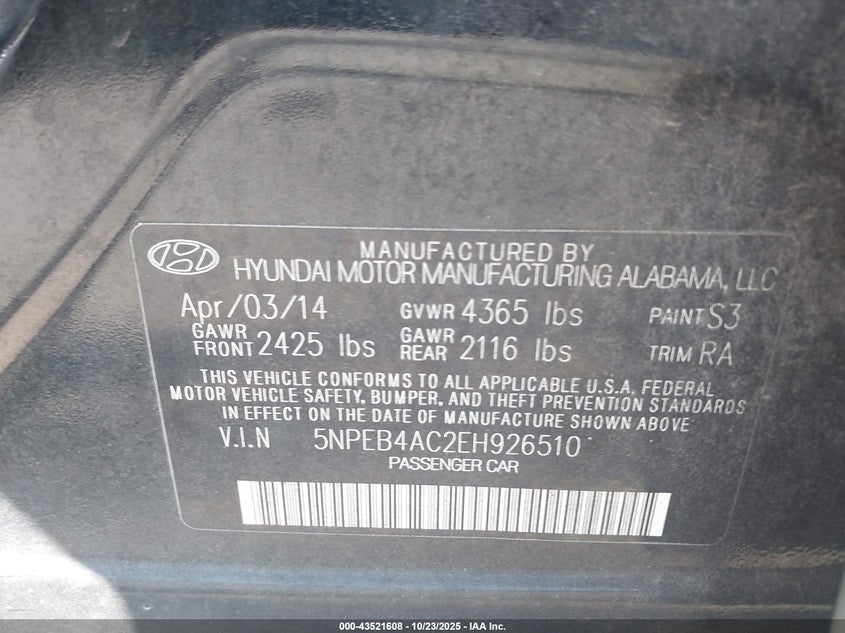 MANUFACTURED BY
HYUNDAI MOTOR MANUFACTURING ALABAMA, LLC
Apr/03/14 GVWR 4365 lbs PAINT S3
GAWR FRONT 2425 lbs GAWR REAR 2116 lbs TRIM RA
THIS VEHICLE CONFORMS TO ALL APPLICABLE U.S.A. FEDERAL
MOTOR VEHICLE SAFETY, BUMPER, AND THEFT PREVENTION STANDARDS
IN EFFECT ON THE DATE OF MANUFACTURE SHOWN ABOVE
V.I.N 5NPEB4AC2EH926510
PASSENGER CAR
000-43521608 - 10/23/2025 - IAA Inc.